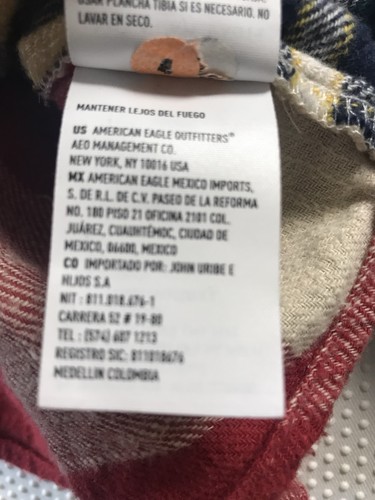 USAR PLANCHA TIBIA SI ES NECESARIO. NO
LAVAR EN SECO.
MANTENER LEJOS DEL FUEGO
US AMERICAN EAGLE OUTFITTERS®
AEO MANAGEMENT CO.
NEW YORK, NY 10016 USA
MX AMERICAN EAGLE MEXICO IMPORTS,
S. DE R.L. DE C.V. PASEO DE LA REFORMA
NO. 180 PISO 21 OFICINA 2101 COL.
JUÁREZ, CUAUHTÉMOC, CIUDAD DE
MEXICO, 06600, MEXICO
CO IMPORTADO POR: JOHN URIBE E
HIJOS S.A
NIT : 811.018.676-1
CARRERA 52 # 19-80
TEL : (574) 607 1213
REGISTRO SIC: 811018676
MEDELLIN COLOMBIA